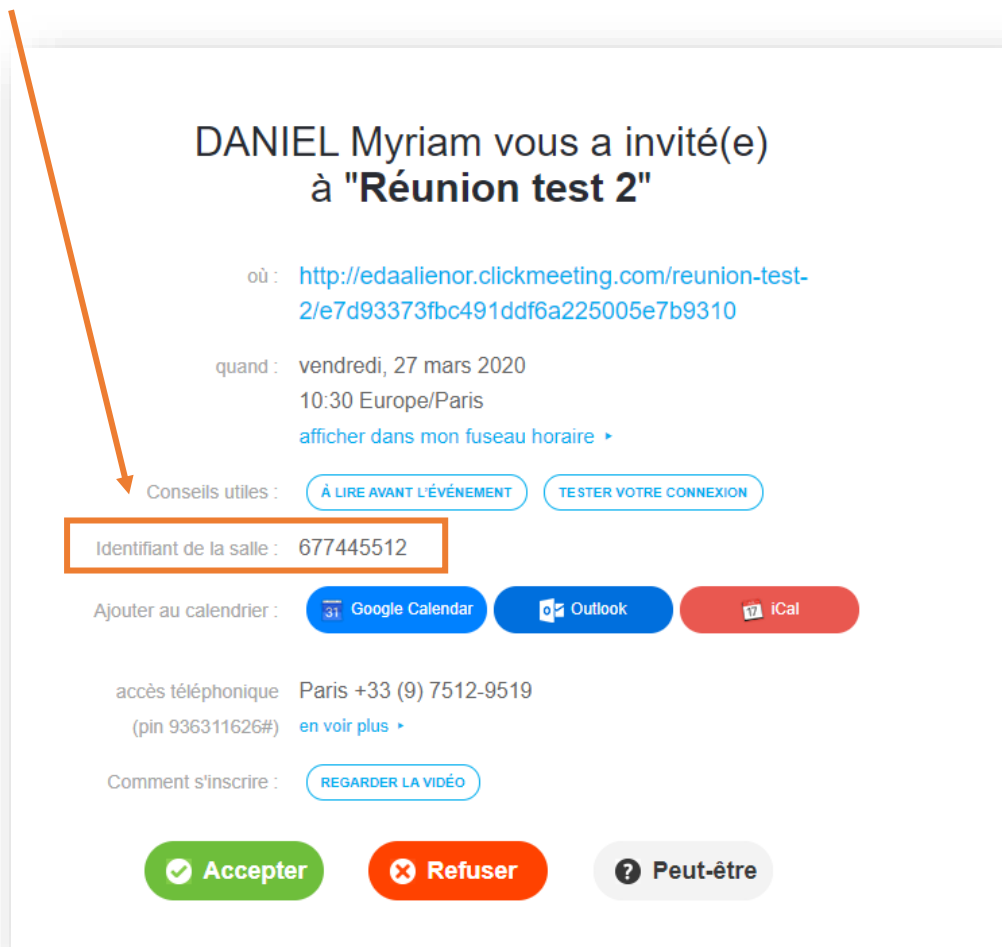 DANIEL Myriam vous a invité(e)
à "Réunion test 2"
où : http://edaalienor.clickmeeting.com/reunion-test-
2/e7d93373fbc491ddf6a225005e7b9310
quand : vendredi, 27 mars 2020
10:30 Europe/Paris
afficher dans mon fuseau horaire ▸
Conseils utiles : À LIRE AVANT L'ÉVÉNEMENT TESTER VOTRE CONNEXION
Identifiant de la salle : 677445512
Ajouter au calendrier : 31 Google Calendar Outlook 17 iCal
accès téléphonique Paris +33 (9) 7512-9519
(pin 936311626#) en voir plus ▸
Comment s'inscrire : REGARDER LA VIDÉO
Accepter Refuser ? Peut-être